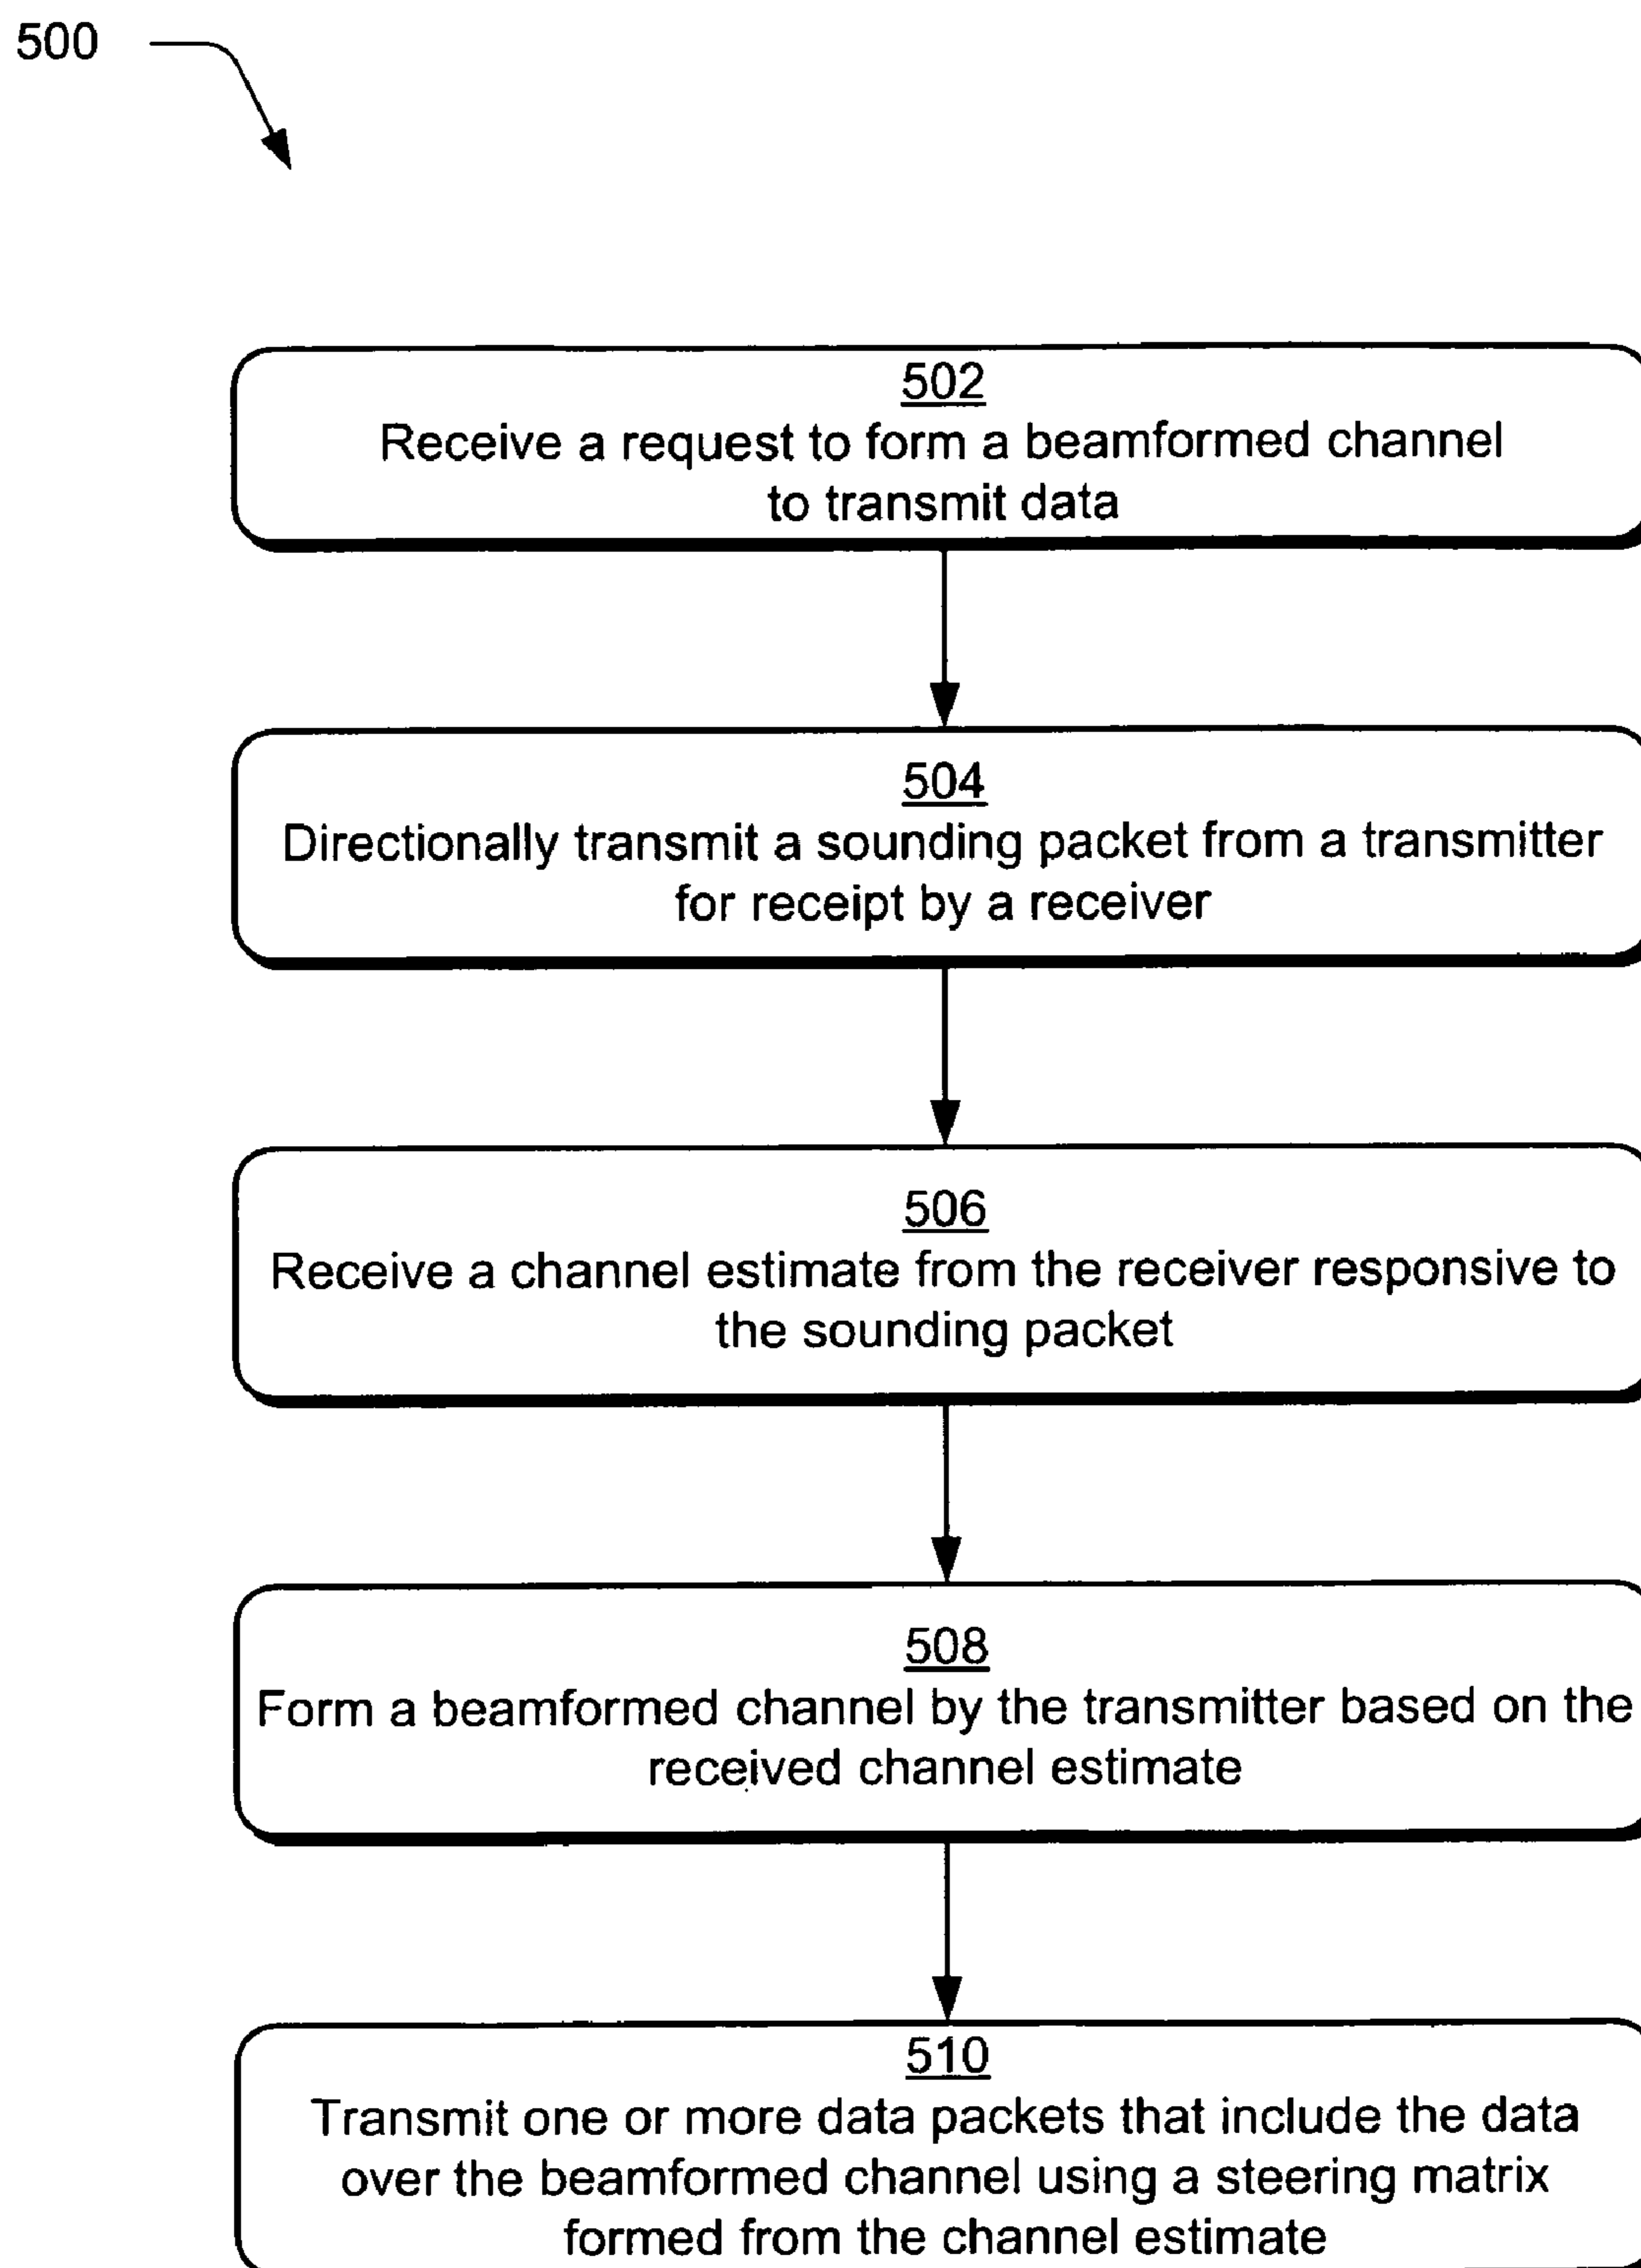 500
502
Receive a request to form a beamformed channel
to transmit data
504
Directionally transmit a sounding packet from a transmitter
for receipt by a receiver
506
Receive a channel estimate from the receiver responsive to
the sounding packet
508
Form a beamformed channel by the transmitter based on the
received channel estimate
510
Transmit one or more data packets that include the data
over the beamformed channel using a steering matrix
formed from the channel estimate